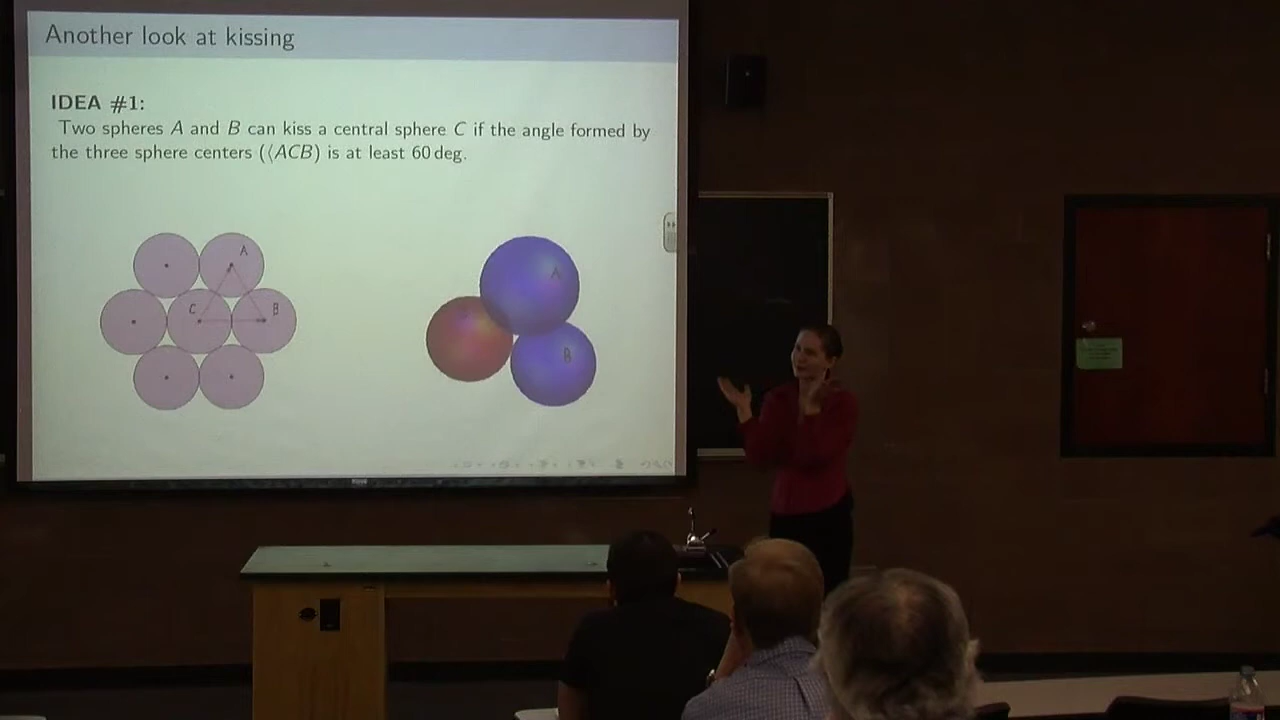 Another look at kissing
IDEA #1:
Two spheres A and B can kiss a central sphere C if the angle formed by
the three sphere centers (⟨ACB) is at least 60 deg.
A
C
B
A
B